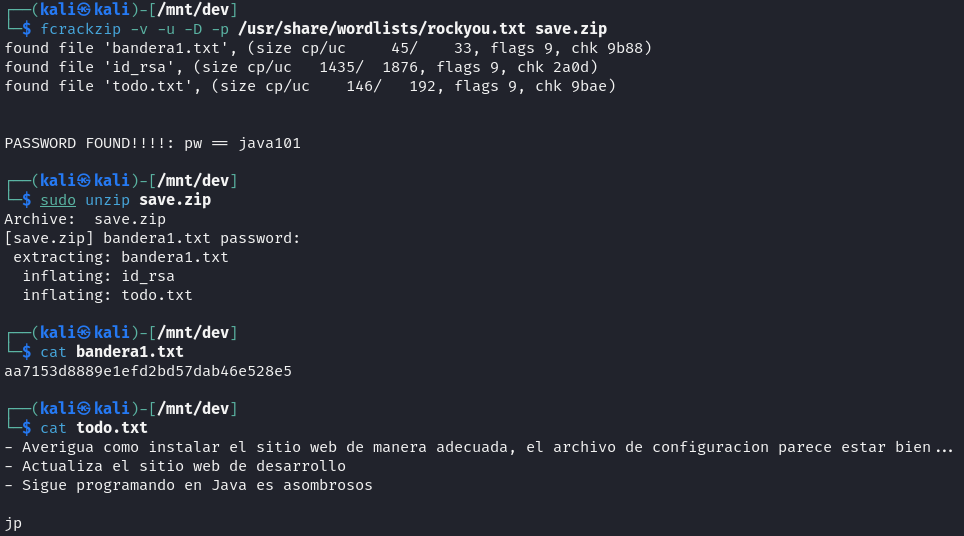 ┌──(kali㉿kali)-[/mnt/dev]
└─$ fcrackzip -v -u -D -p /usr/share/wordlists/rockyou.txt save.zip
found file 'bandera1.txt', (size cp/uc     45/    33, flags 9, chk 9b88)
found file 'id_rsa', (size cp/uc   1435/  1876, flags 9, chk 2a0d)
found file 'todo.txt', (size cp/uc    146/   192, flags 9, chk 9bae)
PASSWORD FOUND!!!!: pw == java101
┌──(kali㉿kali)-[/mnt/dev]
└─$ sudo unzip save.zip
Archive:  save.zip
[save.zip] bandera1.txt password:
 extracting: bandera1.txt
  inflating: id_rsa
  inflating: todo.txt
┌──(kali㉿kali)-[/mnt/dev]
└─$ cat bandera1.txt
aa7153d8889e1efd2bd57dab46e528e5
┌──(kali㉿kali)-[/mnt/dev]
└─$ cat todo.txt
- Averigua como instalar el sitio web de manera adecuada, el archivo de configuracion parece estar bien...
- Actualiza el sitio web de desarrollo
- Sigue programando en Java es asombrosos
jp